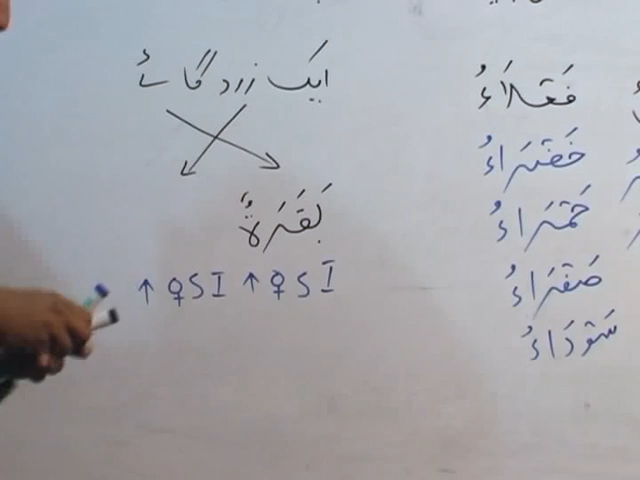 ایک زرد گائے
بَقَرَةٌ
I S ♀ ↑ I S ♀ ↑
فَعْلَاءُ
خَضْرَاءُ
حَمْرَاءُ
صَفْرَاءُ
سَوْدَاءُ